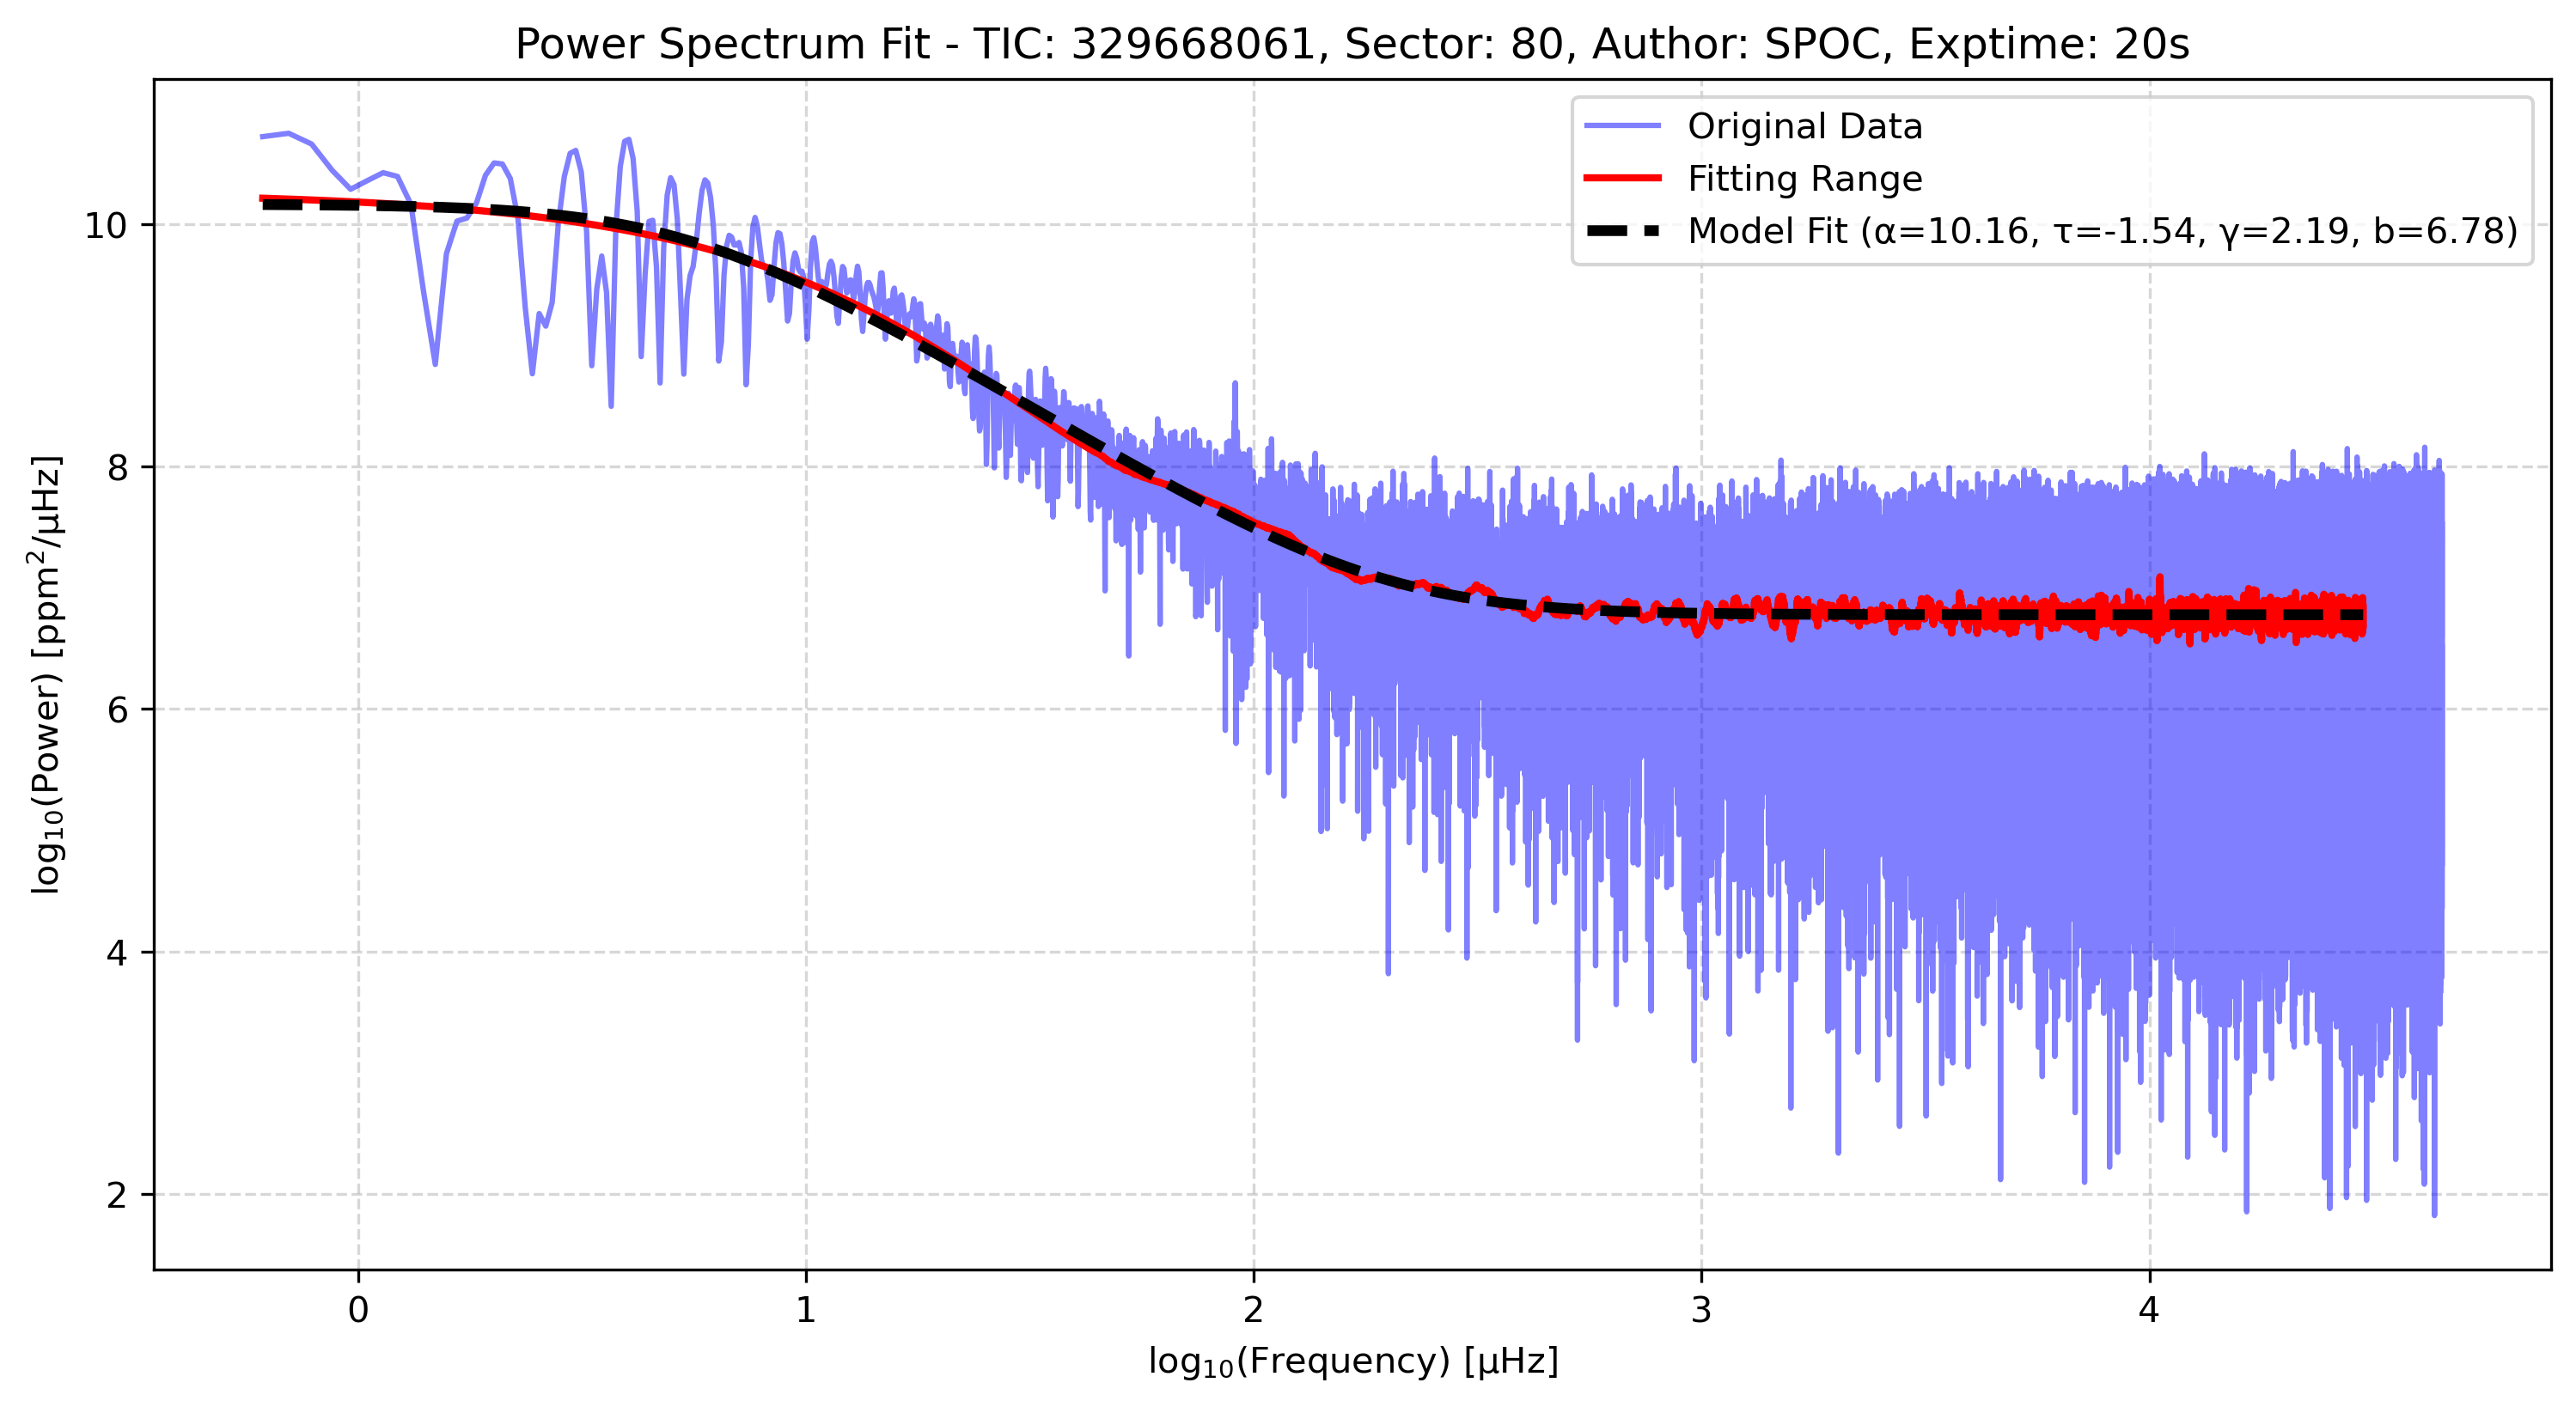 Power Spectrum Fit - TIC: 329668061, Sector: 80, Author: SPOC, Exptime: 20s
Original Data
Fitting Range
Model Fit (α=10.16, τ=-1.54, γ=2.19, b=6.78)
log₁₀(Power) [ppm²/μHz]
10
8
6
4
2
0 1 2 3 4
log₁₀(Frequency) [μHz]